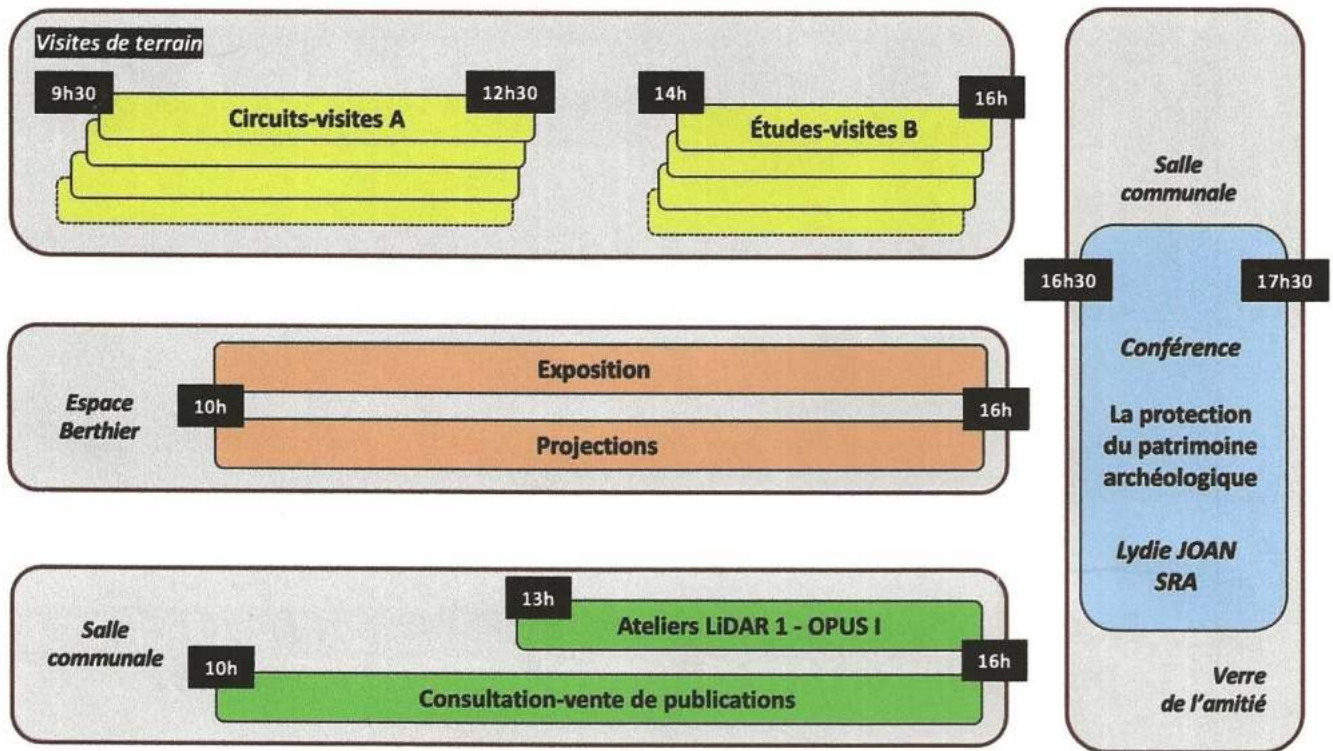 Visites de terrain
9h30
12h30
Circuits-visites A
14h
16h
Études-visites B
Espace
Berthier
10h
16h
Exposition
Projections
Salle
communale
13h
Ateliers LiDAR 1 - OPUS I
10h
16h
Consultation-vente de publications
Salle
communale
16h30
17h30
Conférence
La protection
du patrimoine
archéologique
Lydie JOAN
SRA
Verre
de l'amitié